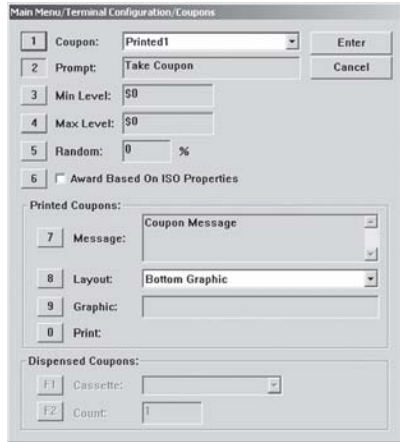 Main Menu/Terminal Configuration/Coupons
1 Coupon: Printed1 Enter
2 Prompt: Take Coupon Cancel
3 Min Level: $0
4 Max Level: $0
5 Random: 0 %
6 Award Based On ISO Properties
Printed Coupons:
7 Message: Coupon Message
8 Layout: Bottom Graphic
9 Graphic:
0 Print:
Dispensed Coupons:
F1 Cassette:
F2 Count: 1